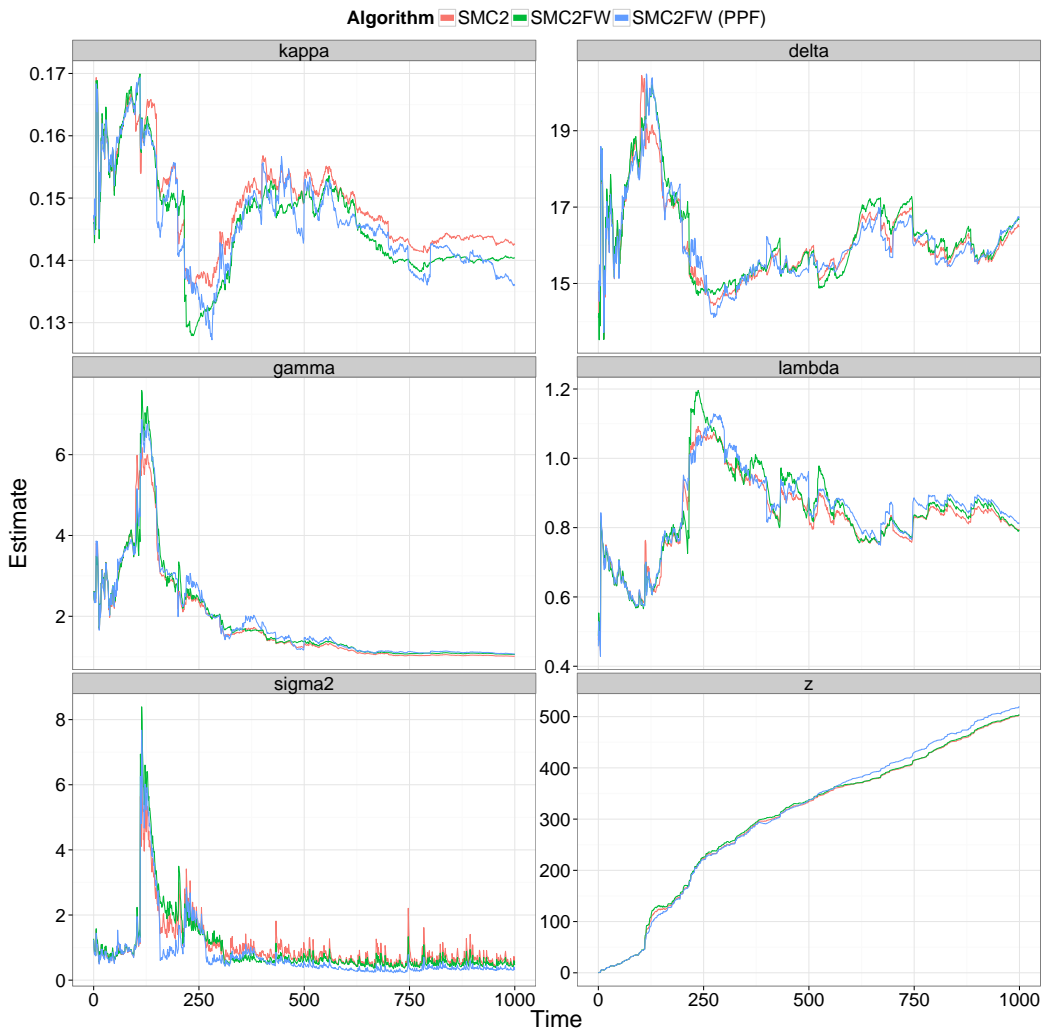 Algorithm SMC2 SMC2FW SMC2FW (PPF)
kappa
delta
0.17
0.16
0.15
0.14
0.13
19
17
15
gamma
lambda
6
4
2
1.2
1.0
0.8
0.6
0.4
Estimate
sigma2
z
8
6
4
2
0
500
400
300
200
100
0
0 250 500 750 1000
0 250 500 750 1000
Time